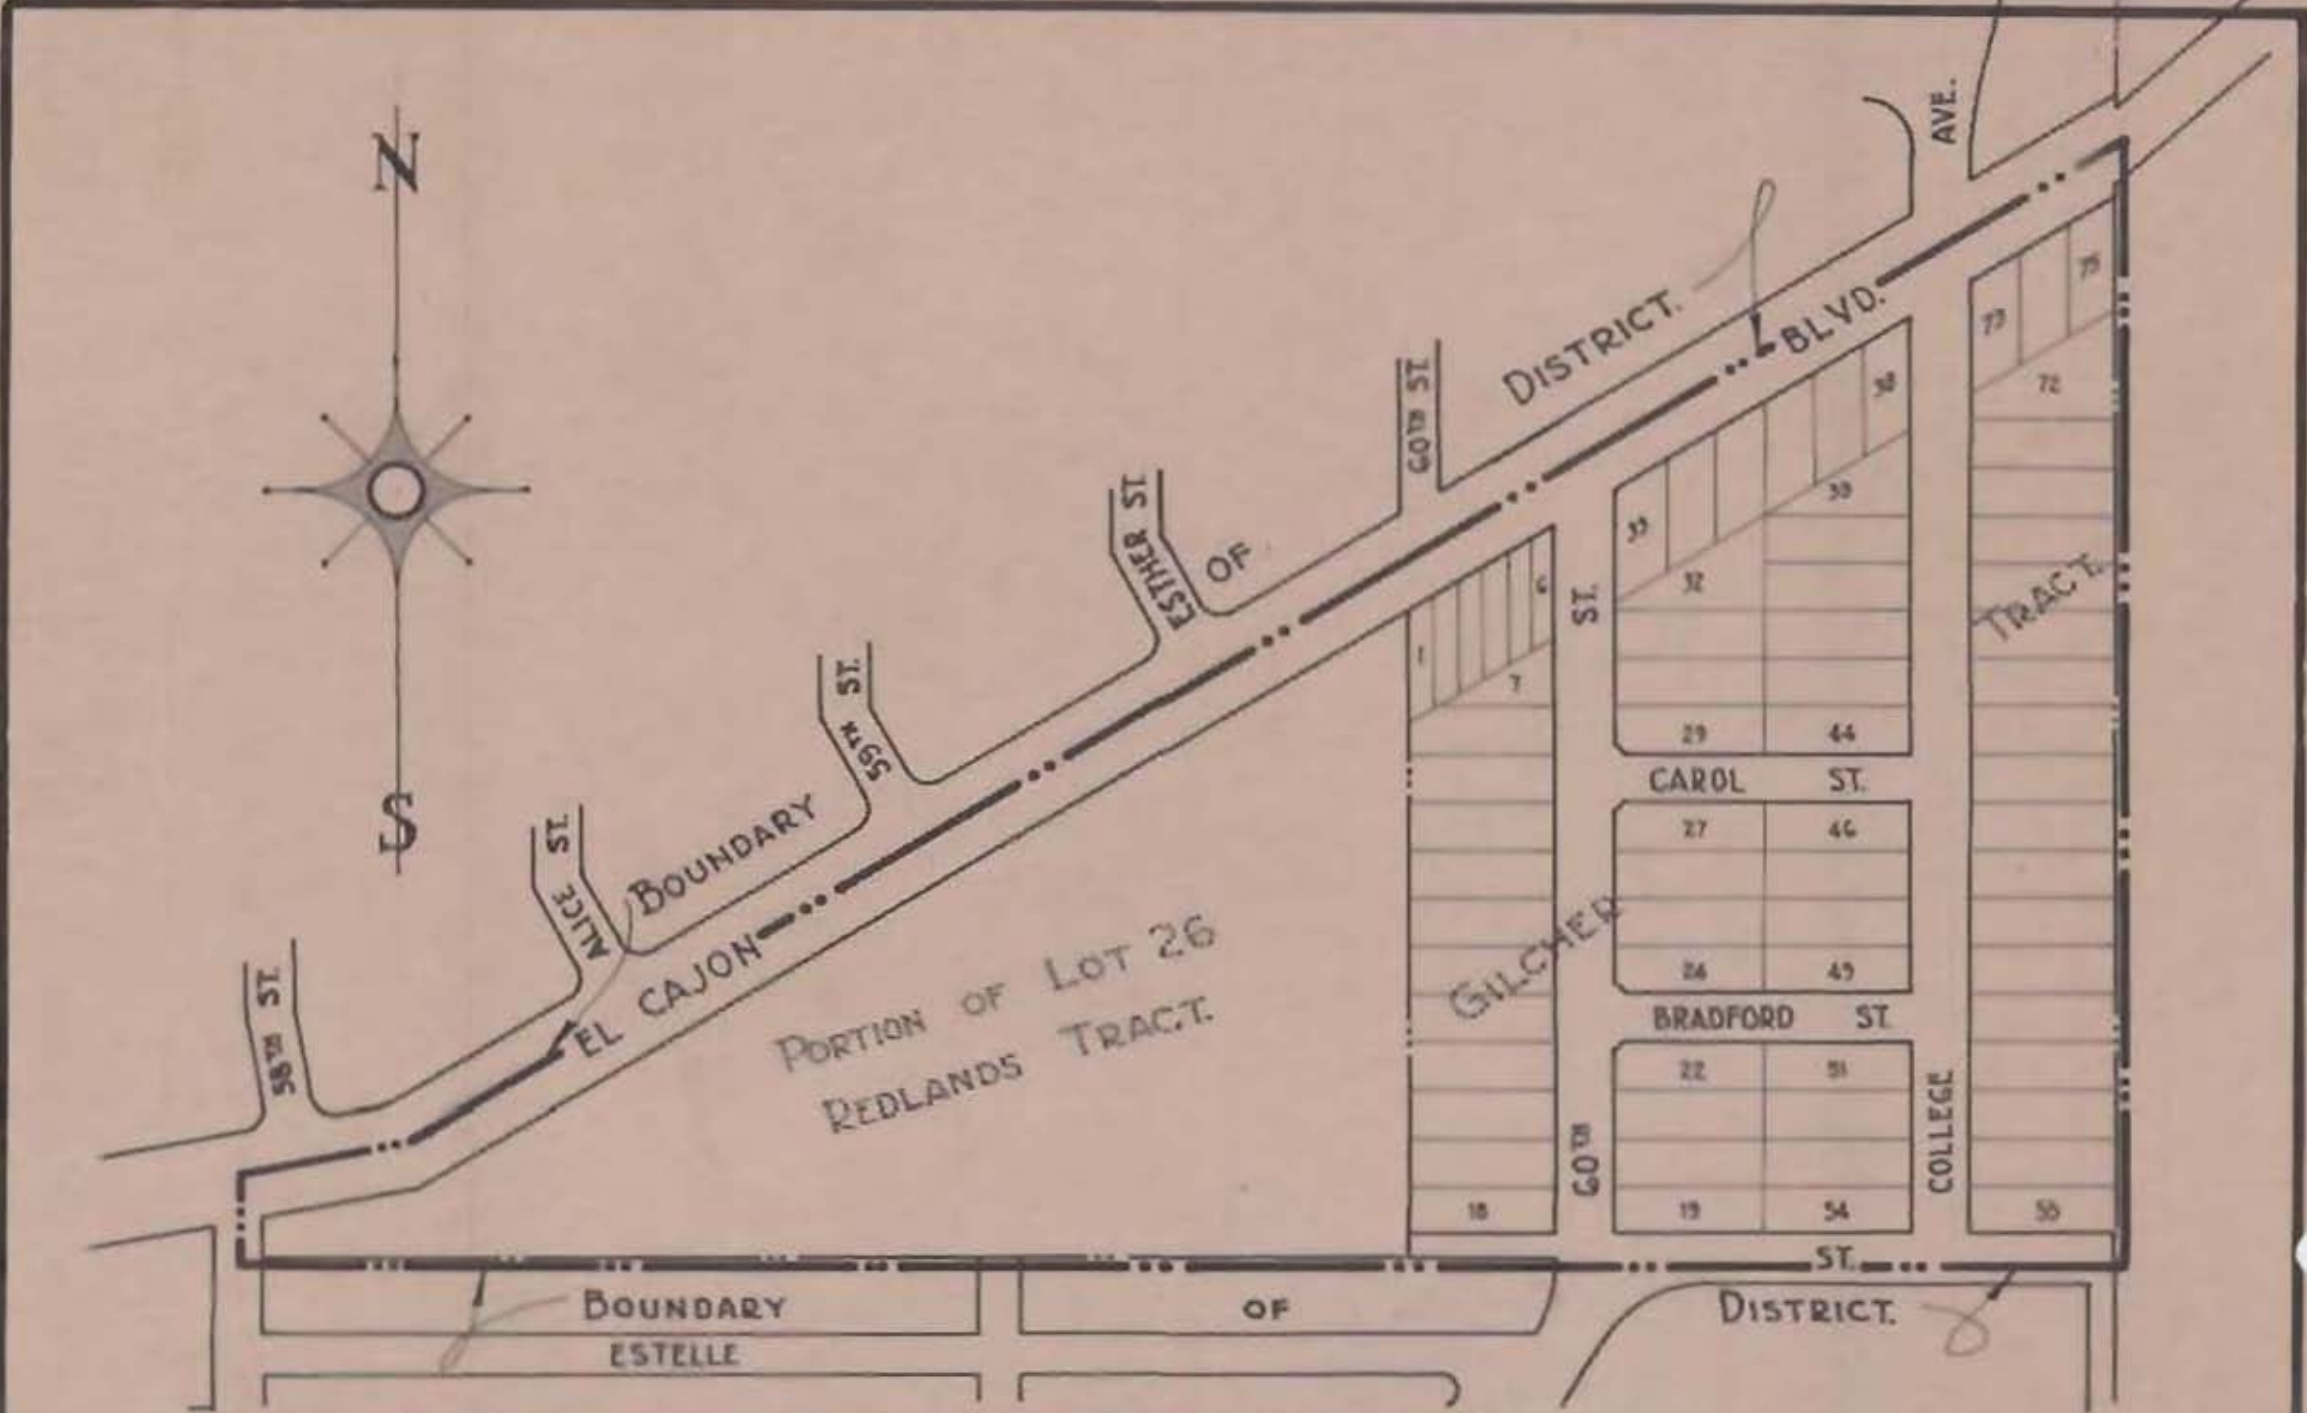 N
S
AVE.
DISTRICT.
BLVD.
60TH ST.
ESTHER ST.
OF
59TH ST.
BOUNDARY
ALICE ST.
58TH ST.
EL CAJON
PORTION OF LOT 26
REDLANDS TRACT.
GILCHER
TRACT.
73
75
72
38
39
33
32
1
6
7
ST.
29 44
CAROL ST.
27 46
24 49
BRADFORD ST.
22 51
60TH
COLLEGE
18
19 54
55
ST.
BOUNDARY OF DISTRICT.
ESTELLE